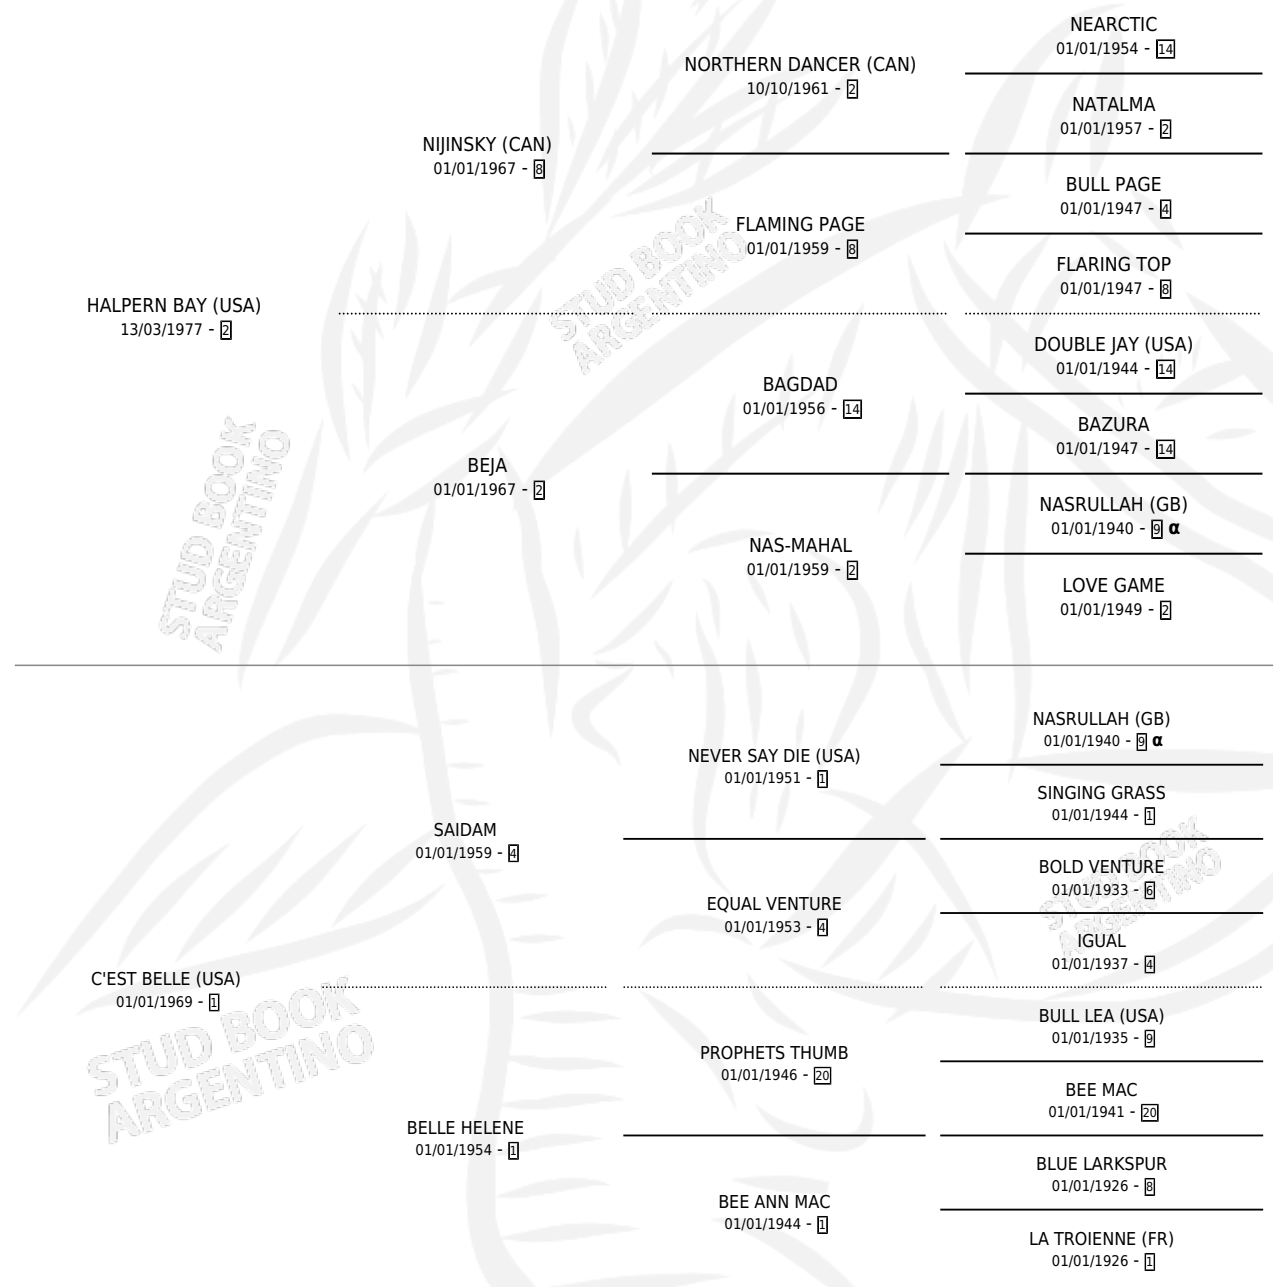 NEARCTIC
01/01/1954 - 14
NORTHERN DANCER (CAN)
10/10/1961 - 2
NATALMA
01/01/1957 - 2
NIJINSKY (CAN)
01/01/1967 - 8
BULL PAGE
01/01/1947 - 4
FLAMING PAGE
01/01/1959 - 8
FLARING TOP
01/01/1947 - 8
STUD BOOK
ARGENTINO
HALPERN BAY (USA)
13/03/1977 - 2
DOUBLE JAY (USA)
01/01/1944 - 14
BAGDAD
01/01/1956 - 14
BAZURA
01/01/1947 - 14
BEJA
01/01/1967 - 2
NASRULLAH (GB)
01/01/1940 - 9 α
NAS-MAHAL
01/01/1959 - 2
LOVE GAME
01/01/1949 - 2
STUD BOOK
ARGENTINO
NASRULLAH (GB)
01/01/1940 - 9 α
NEVER SAY DIE (USA)
01/01/1951 - 1
SINGING GRASS
01/01/1944 - 1
SAIDAM
01/01/1959 - 4
BOLD VENTURE
01/01/1933 - 6
EQUAL VENTURE
01/01/1953 - 4
IGUAL
01/01/1937 - 4
STUD BOOK
ARGENTINO
C'EST BELLE (USA)
01/01/1969 - 1
BULL LEA (USA)
01/01/1935 - 9
PROPHETS THUMB
01/01/1946 - 20
BEE MAC
01/01/1941 - 20
STUD BOOK
ARGENTINO
BELLE HELENE
01/01/1954 - 1
BLUE LARKSPUR
01/01/1926 - 8
BEE ANN MAC
01/01/1944 - 1
LA TROIENNE (FR)
01/01/1926 - 1